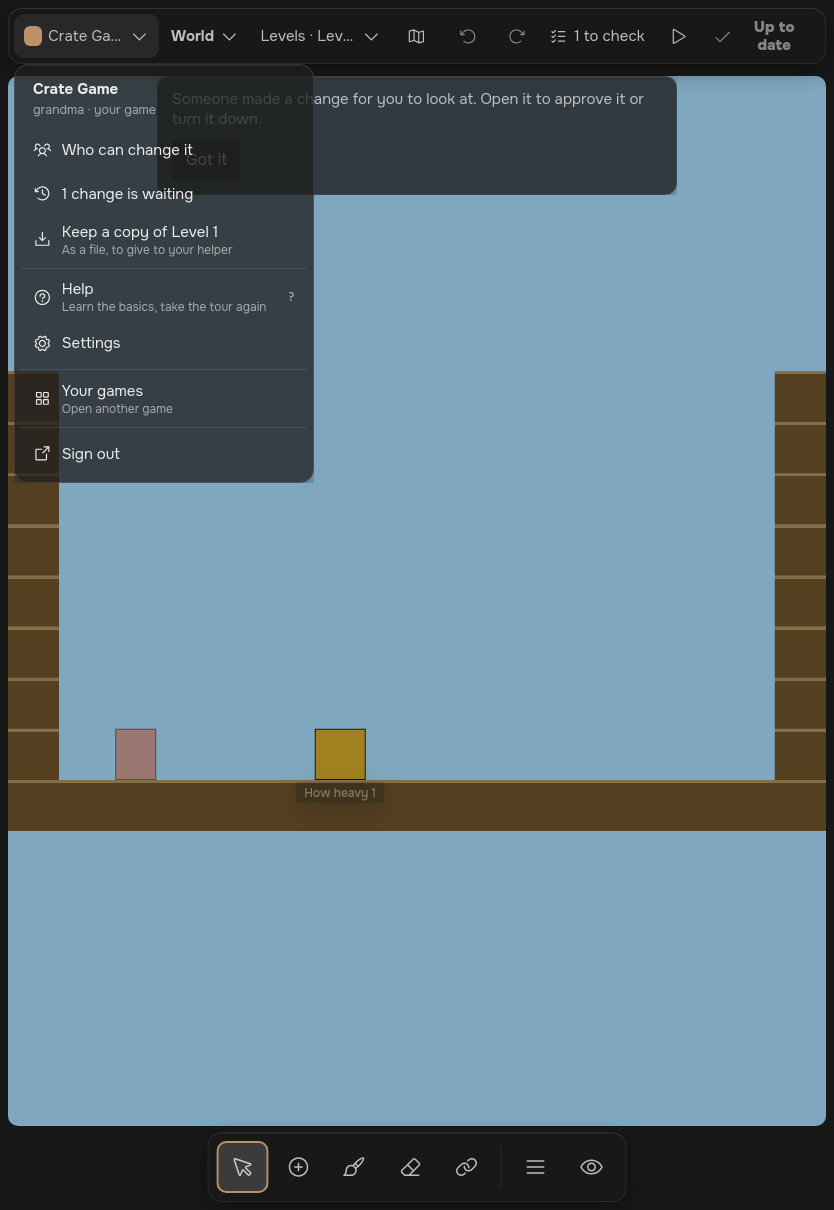 Crate Ga...
World
Levels · Lev...
1 to check
Up to
date
Crate Game
grandma · your game
Someone made a change for you to look at. Open it to approve it or
turn it down.
Got it
Who can change it
1 change is waiting
Keep a copy of Level 1
As a file, to give to your helper
Help
?
Learn the basics, take the tour again
Settings
Your games
Open another game
Sign out
How heavy 1